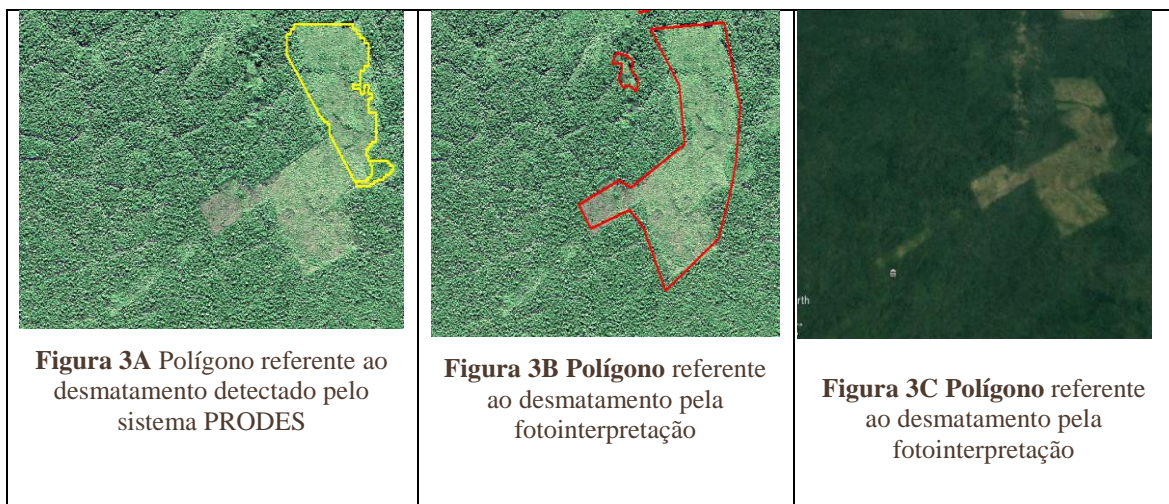 rth
Figura 3A Polígono referente ao
desmatamento detectado pelo
sistema PRODES
Figura 3B Polígono referente
ao desmatamento pela
fotointerpretação
Figura 3C Polígono referente
ao desmatamento pela
fotointerpretação